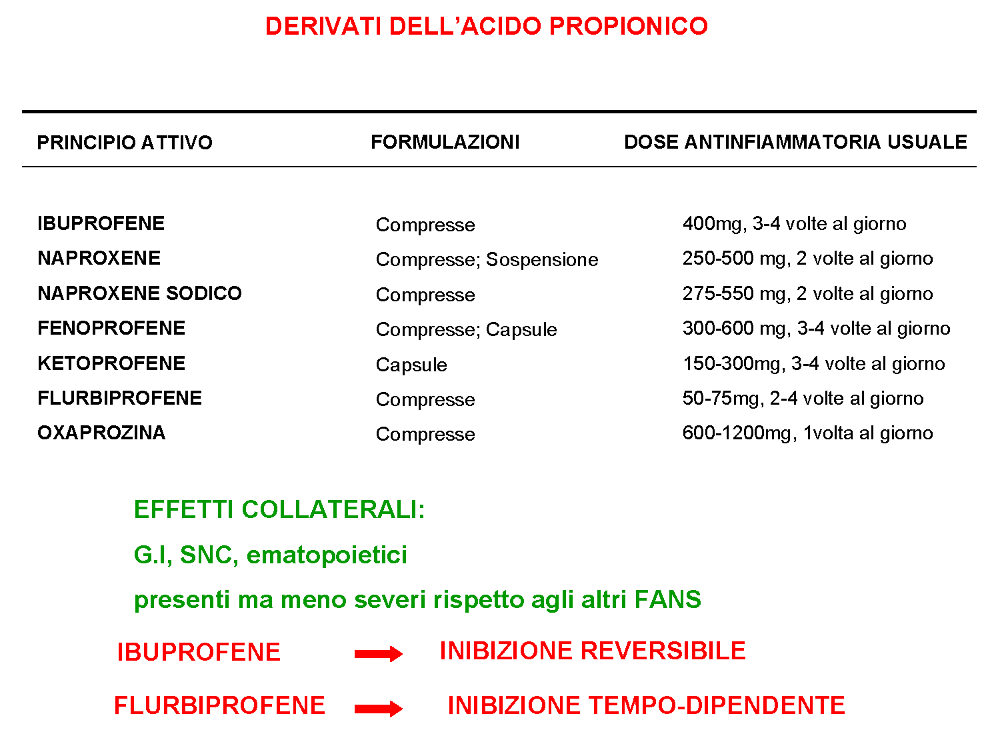 DERIVATI DELL’ACIDO PROPIONICO
PRINCIPIO ATTIVO FORMULAZIONI DOSE ANTINFIAMMATORIA USUALE
IBUPROFENE Compresse 400mg, 3-4 volte al giorno
NAPROXENE Compresse; Sospensione 250-500 mg, 2 volte al giorno
NAPROXENE SODICO Compresse 275-550 mg, 2 volte al giorno
FENOPROFENE Compresse; Capsule 300-600 mg, 3-4 volte al giorno
KETOPROFENE Capsule 150-300mg, 3-4 volte al giorno
FLURBIPROFENE Compresse 50-75mg, 2-4 volte al giorno
OXAPROZINA Compresse 600-1200mg, 1volta al giorno
EFFETTI COLLATERALI:
G.I, SNC, ematopoietici
presenti ma meno severi rispetto agli altri FANS
IBUPROFENE INIBIZIONE REVERSIBILE
FLURBIPROFENE INIBIZIONE TEMPO-DIPENDENTE